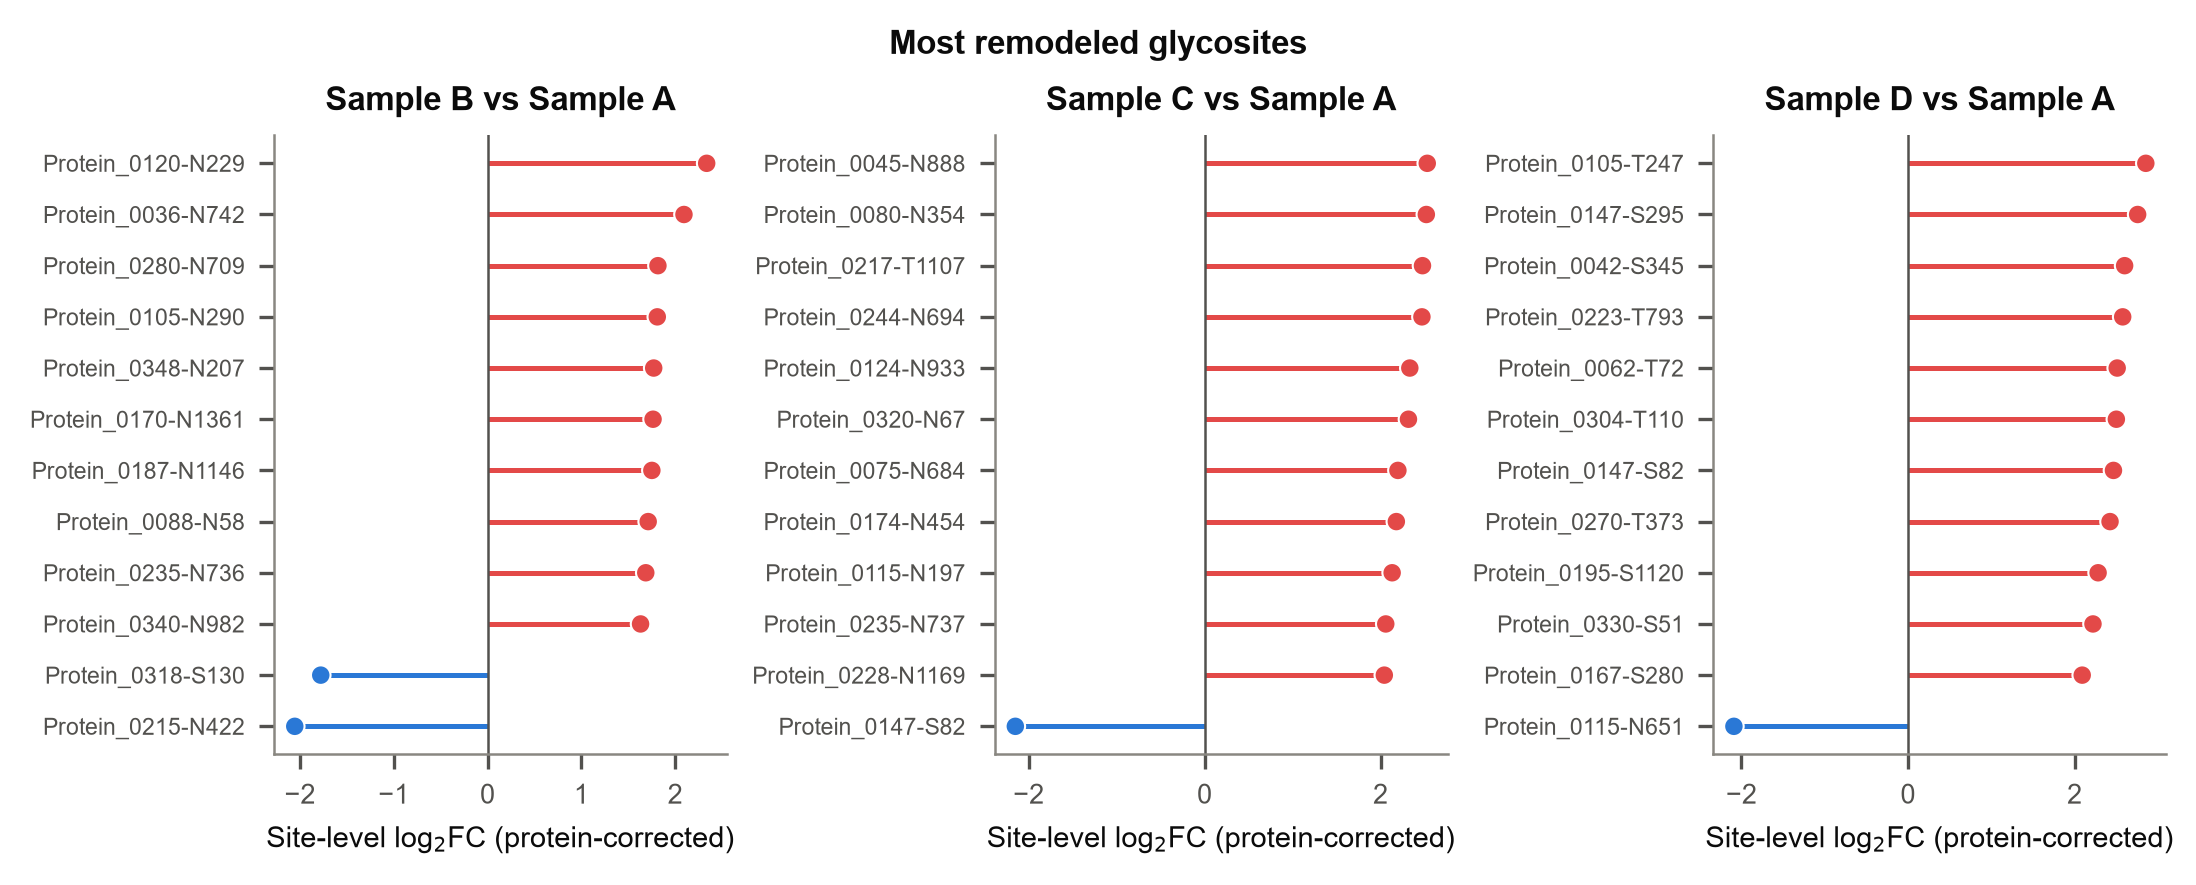 Most remodeled glycosites
Sample B vs Sample A
Protein_0120-N229
Protein_0036-N742
Protein_0280-N709
Protein_0105-N290
Protein_0348-N207
Protein_0170-N1361
Protein_0187-N1146
Protein_0088-N58
Protein_0235-N736
Protein_0340-N982
Protein_0318-S130
Protein_0215-N422
−2 −1 0 1 2
Site-level log₂FC (protein-corrected)
Sample C vs Sample A
Protein_0045-N888
Protein_0080-N354
Protein_0217-T1107
Protein_0244-N694
Protein_0124-N933
Protein_0320-N67
Protein_0075-N684
Protein_0174-N454
Protein_0115-N197
Protein_0235-N737
Protein_0228-N1169
Protein_0147-S82
−2 0 2
Site-level log₂FC (protein-corrected)
Sample D vs Sample A
Protein_0105-T247
Protein_0147-S295
Protein_0042-S345
Protein_0223-T793
Protein_0062-T72
Protein_0304-T110
Protein_0147-S82
Protein_0270-T373
Protein_0195-S1120
Protein_0330-S51
Protein_0167-S280
Protein_0115-N651
−2 0 2
Site-level log₂FC (protein-corrected)